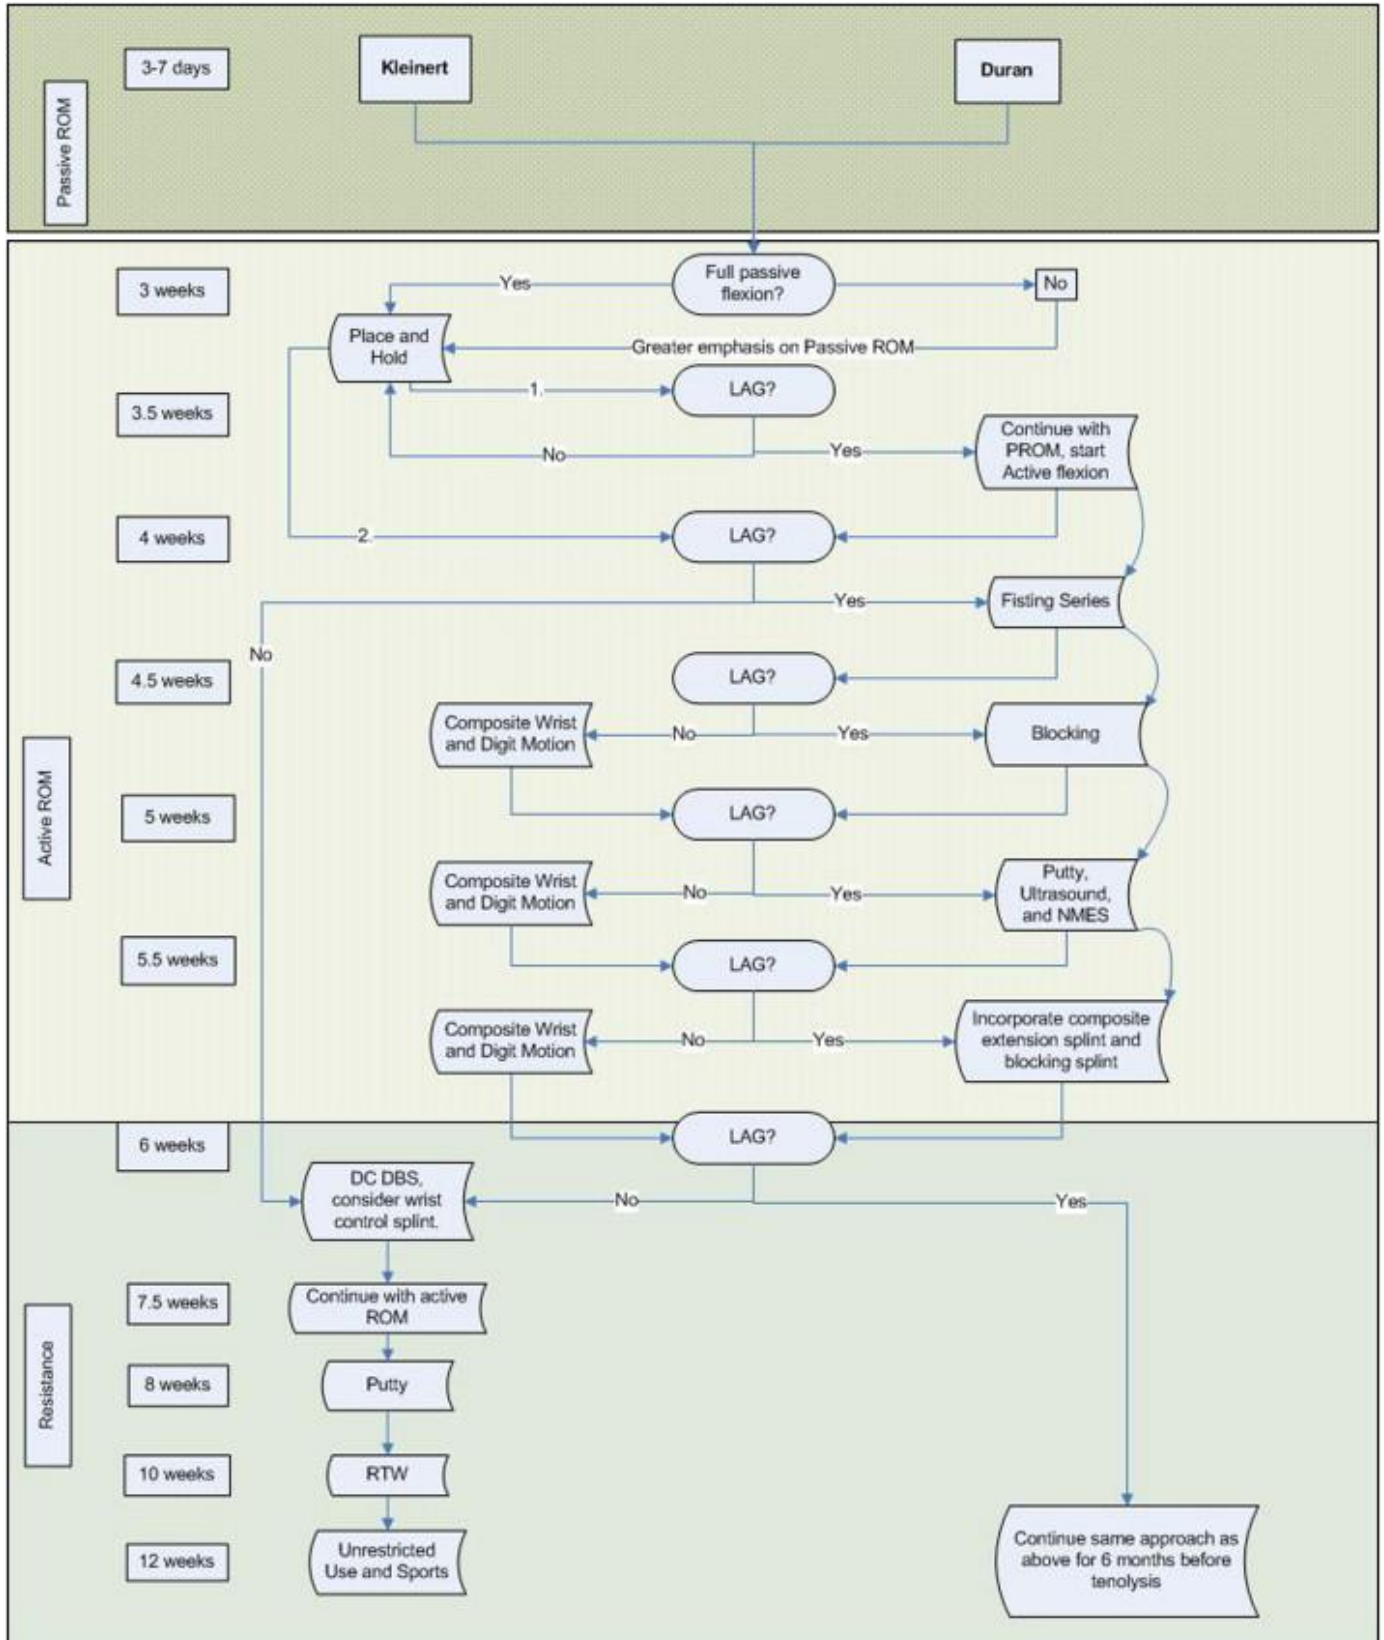 3-7 days
Kleinert
Duran
Passive ROM
3 weeks
Full passive
flexion?
Yes
No
Place and
Hold
Greater emphasis on Passive ROM
1.
LAG?
3.5 weeks
No
Yes
Continue with
PROM, start
Active flexion
4 weeks
2.
LAG?
Yes
Fisting Series
No
4.5 weeks
LAG?
Composite Wrist
and Digit Motion
No
Yes
Blocking
Active ROM
5 weeks
LAG?
Composite Wrist
and Digit Motion
No
Yes
Putty,
Ultrasound,
and NMES
5.5 weeks
LAG?
Composite Wrist
and Digit Motion
No
Yes
Incorporate composite
extension splint and
blocking splint
6 weeks
LAG?
DC DBS,
consider wrist
control splint.
No
Yes
Resistance
7.5 weeks
Continue with active
ROM
8 weeks
Putty
10 weeks
RTW
12 weeks
Unrestricted
Use and Sports
Continue same approach as
above for 6 months before
tenolysis